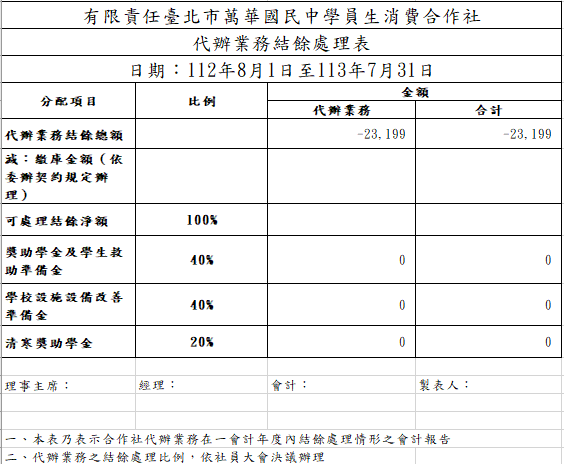 有限責任臺北市萬華國民中學員生消費合作社
代辦業務結餘處理表
日期：112年8月1日至113年7月31日
分配項目 比例 金額
代辦業務 合計
代辦業務結餘總額 -23,199 -23,199
減：繳庫金額（依
委辦契約規定辦
理）
可處理結餘淨額 100%
獎助學金及學生救
助準備金 40% 0 0
學校設施設備改善
準備金 40% 0 0
清寒獎助學金 20% 0 0
理事主席： 經理： 會計： 製表人：
一、本表乃表示合作社代辦業務在一會計年度內結餘處理情形之會計報告
二、代辦業務之結餘處理比例，依社員大會決議辦理